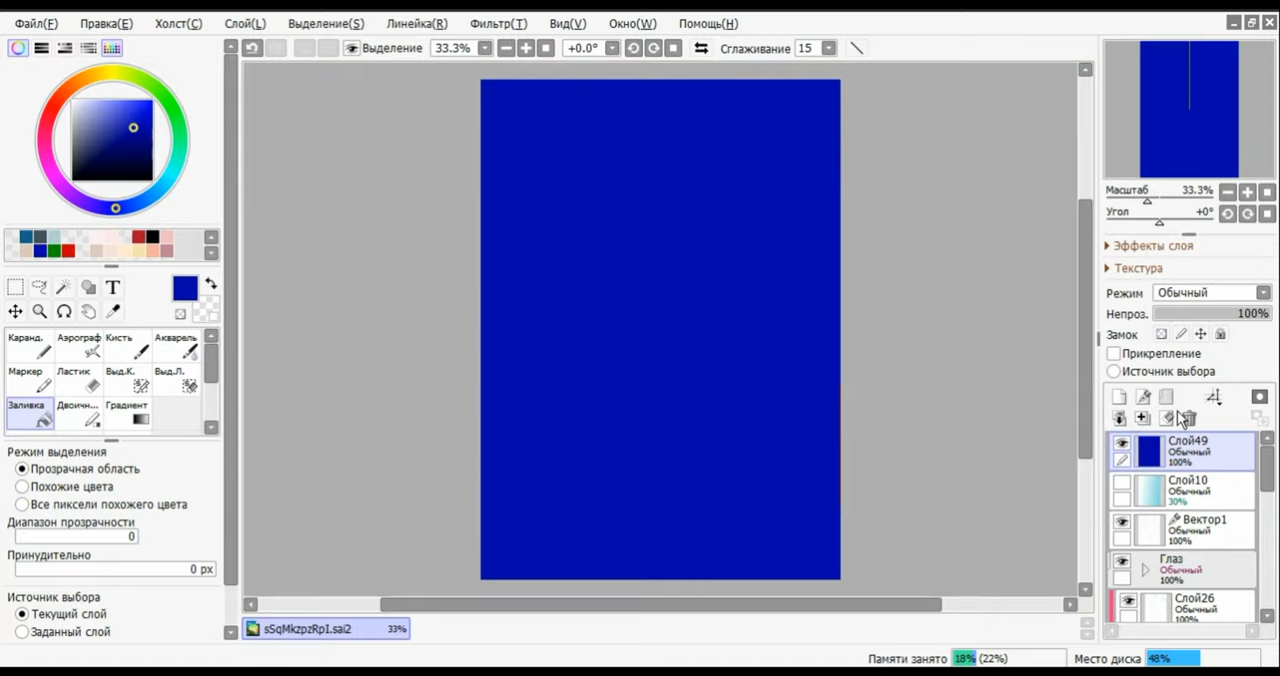 Файл(F) Правка(E) Холст(C) Слой(L) Выделение(S) Линейка(R) Фильтр(T) Вид(V) Окно(W) Помощь(H)
Выделение 33.3% +0.0° Сглаживание 15
Масштаб 33.3%
Угол +0°
Эффекты слоя
Текстура
Режим Обычный
Непроз. 100%
Замок
Прикрепление
Источник выбора
T
Каранд. Аэрограф Кисть Акварель
Маркер Ластик Выд.К. Выд.Л.
Заливка Двоичн... Градиент
Режим выделения
Прозрачная область
Похожие цвета
Все пиксели похожего цвета
Диапазон прозрачности
0
Принудительно
0 px
Источник выбора
Текущий слой
Заданный слой
Слой49
Обычный
100%
Слой10
Обычный
30%
Вектор1
Обычный
100%
Глаз
Обычный
100%
Слой26
Обычный
100%
sSqMkzpzRpI.sai2 33%
Памяти занято 18% (22%) Место диска 48%